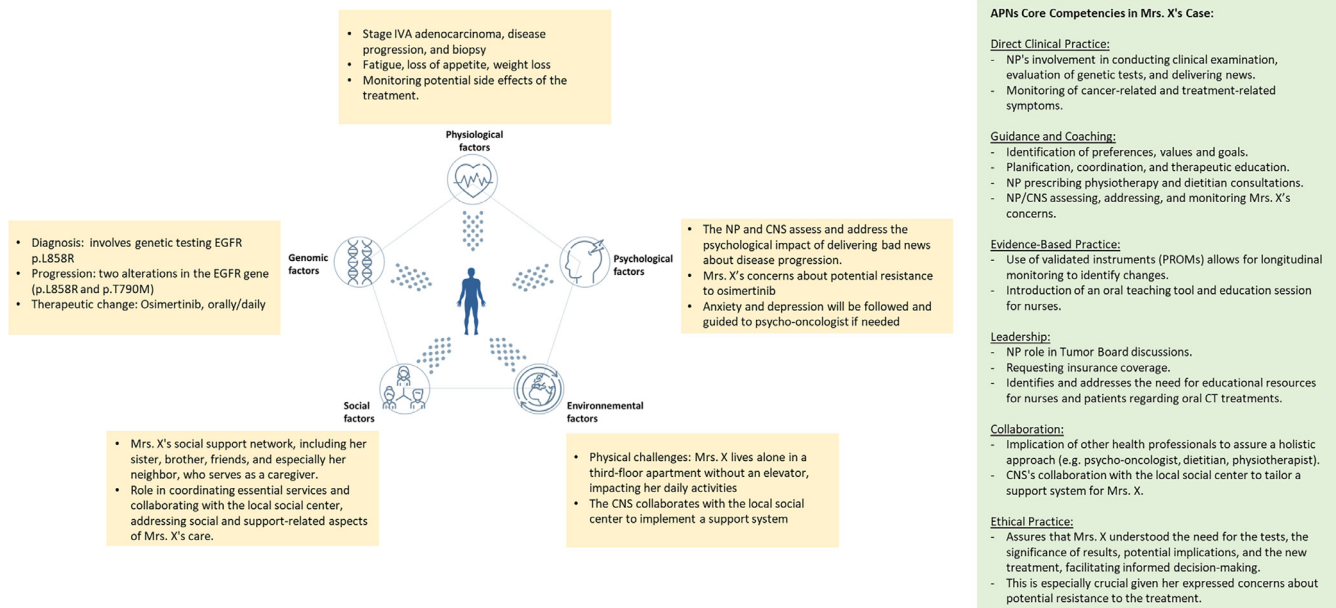 • Stage IVA adenocarcinoma, disease
progression, and biopsy
• Fatigue, loss of appetite, weight loss
• Monitoring potential side effects of the
treatment.
Physiological
factors
• Diagnosis: involves genetic testing EGFR
p.L858R
• Progression: two alterations in the EGFR gene
(p.L858R and p.T790M)
• Therapeutic change: Osimertinib, orally/daily
Genomic
factors
Psychological
factors
• The NP and CNS assess and address the
psychological impact of delivering bad news
about disease progression.
• Mrs. X's concerns about potential resistance
to osimertinib
• Anxiety and depression will be followed and
guided to psycho-oncologist if needed
Social
factors
• Mrs. X's social support network, including her
sister, brother, friends, and especially her
neighbor, who serves as a caregiver.
• Role in coordinating essential services and
collaborating with the local social center,
addressing social and support-related aspects
of Mrs. X's care.
Environnemental
factors
• Physical challenges: Mrs. X lives alone in a
third-floor apartment without an elevator,
impacting her daily activities
• The CNS collaborates with the local social
center to implement a support system
APNs Core Competencies in Mrs. X's Case:
Direct Clinical Practice:
- NP's involvement in conducting clinical examination,
evaluation of genetic tests, and delivering news.
- Monitoring of cancer-related and treatment-related
symptoms.
Guidance and Coaching:
- Identification of preferences, values and goals.
- Planification, coordination, and therapeutic education.
- NP prescribing physiotherapy and dietitian consultations.
- NP/CNS assessing, addressing, and monitoring Mrs. X's
concerns.
Evidence-Based Practice:
- Use of validated instruments (PROMs) allows for longitudinal
monitoring to identify changes.
- Introduction of an oral teaching tool and education session
for nurses.
Leadership:
- NP role in Tumor Board discussions.
- Requesting insurance coverage.
- Identifies and addresses the need for educational resources
for nurses and patients regarding oral CT treatments.
Collaboration:
- Implication of other health professionals to assure a holistic
approach (e.g. psycho-oncologist, dietitian, physiotherapist).
- CNS's collaboration with the local social center to tailor a
support system for Mrs. X.
Ethical Practice:
- Assures that Mrs. X understood the need for the tests, the
significance of results, potential implications, and the new
treatment, facilitating informed decision-making.
- This is especially crucial given her expressed concerns about
potential resistance to the treatment.